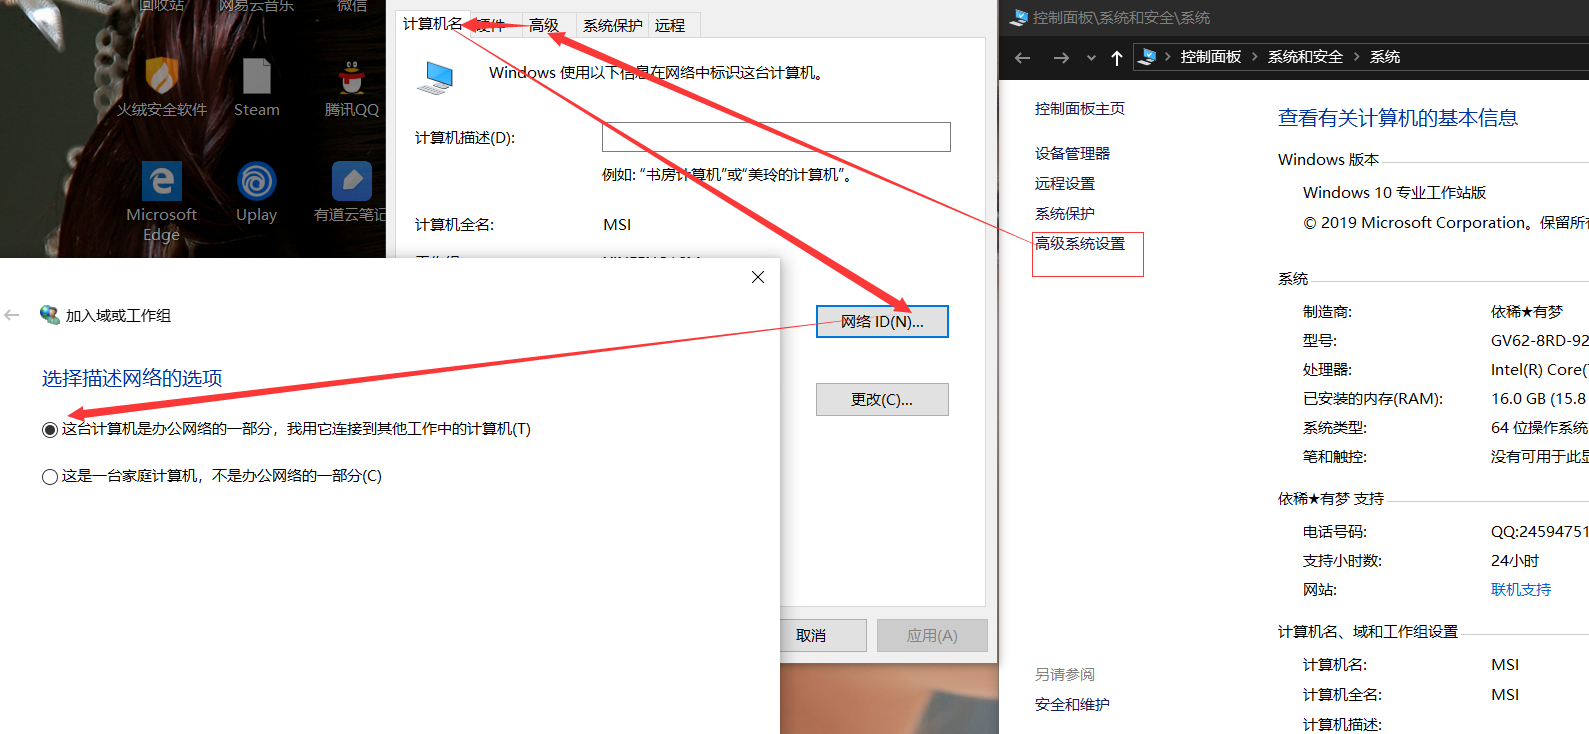 回收站
网易云音乐
微信
火绒安全软件
Steam
腾讯QQ
Microsoft
Edge
Uplay
有道云笔记
计算机名
硬件
高级
系统保护
远程
Windows 使用以下信息在网络中标识这台计算机。
计算机描述(D):
例如: “书房计算机”或“美玲的计算机”。
计算机全名:
MSI
网络 ID(N)...
更改(C)...
取消
应用(A)
加入域或工作组
选择描述网络的选项
这台计算机是办公网络的一部分，我用它连接到其他工作中的计算机(T)
这是一台家庭计算机，不是办公网络的一部分(C)
控制面板\系统和安全\系统
控制面板
系统和安全
系统
控制面板主页
设备管理器
远程设置
系统保护
高级系统设置
另请参阅
安全和维护
查看有关计算机的基本信息
Windows 版本
Windows 10 专业工作站版
© 2019 Microsoft Corporation。保留所
系统
制造商:
依稀★有梦
型号:
GV62-8RD-92
处理器:
Intel(R) Core(
已安装的内存(RAM):
16.0 GB (15.8
系统类型:
64 位操作系统
笔和触控:
没有可用于此显
依稀★有梦 支持
电话号码:
QQ:24594751
支持小时数:
24小时
网站:
联机支持
计算机名、域和工作组设置
计算机名:
MSI
计算机全名:
MSI
计算机描述: